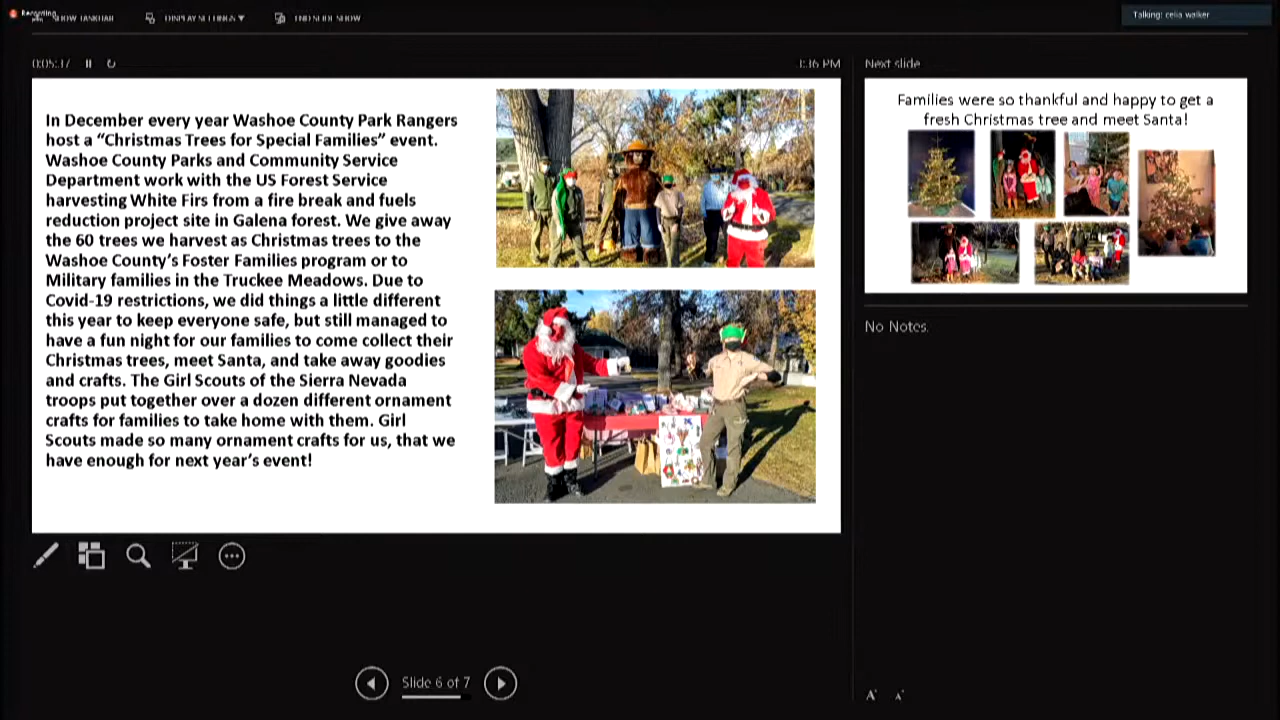 Recording
SHOW TASKBAR
DISPLAY SETTINGS ▼
END SLIDE SHOW
Talking: celia walker
0:05:37
1:16 PM
Next slide
In December every year Washoe County Park Rangers
host a “Christmas Trees for Special Families” event.
Washoe County Parks and Community Service
Department work with the US Forest Service
harvesting White Firs from a fire break and fuels
reduction project site in Galena forest. We give away
the 60 trees we harvest as Christmas trees to the
Washoe County’s Foster Families program or to
Military families in the Truckee Meadows. Due to
Covid-19 restrictions, we did things a little different
this year to keep everyone safe, but still managed to
have a fun night for our families to come collect their
Christmas trees, meet Santa, and take away goodies
and crafts. The Girl Scouts of the Sierra Nevada
troops put together over a dozen different ornament
crafts for families to take home with them. Girl
Scouts made so many ornament crafts for us, that we
have enough for next year’s event!
Families were so thankful and happy to get a
fresh Christmas tree and meet Santa!
No Notes.
Slide 6 of 7
A A